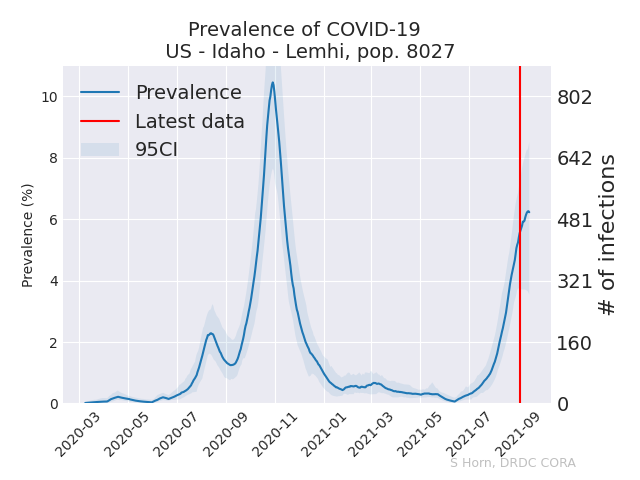 Prevalence of COVID-19
US - Idaho - Lemhi, pop. 8027
Prevalence
Latest data
95CI
Prevalence (%)
10
8
6
4
2
0
802
642
481
321
160
0
# of infections
2020-03
2020-05
2020-07
2020-09
2020-11
2021-01
2021-03
2021-05
2021-07
2021-09
S Horn, DRDC CORA